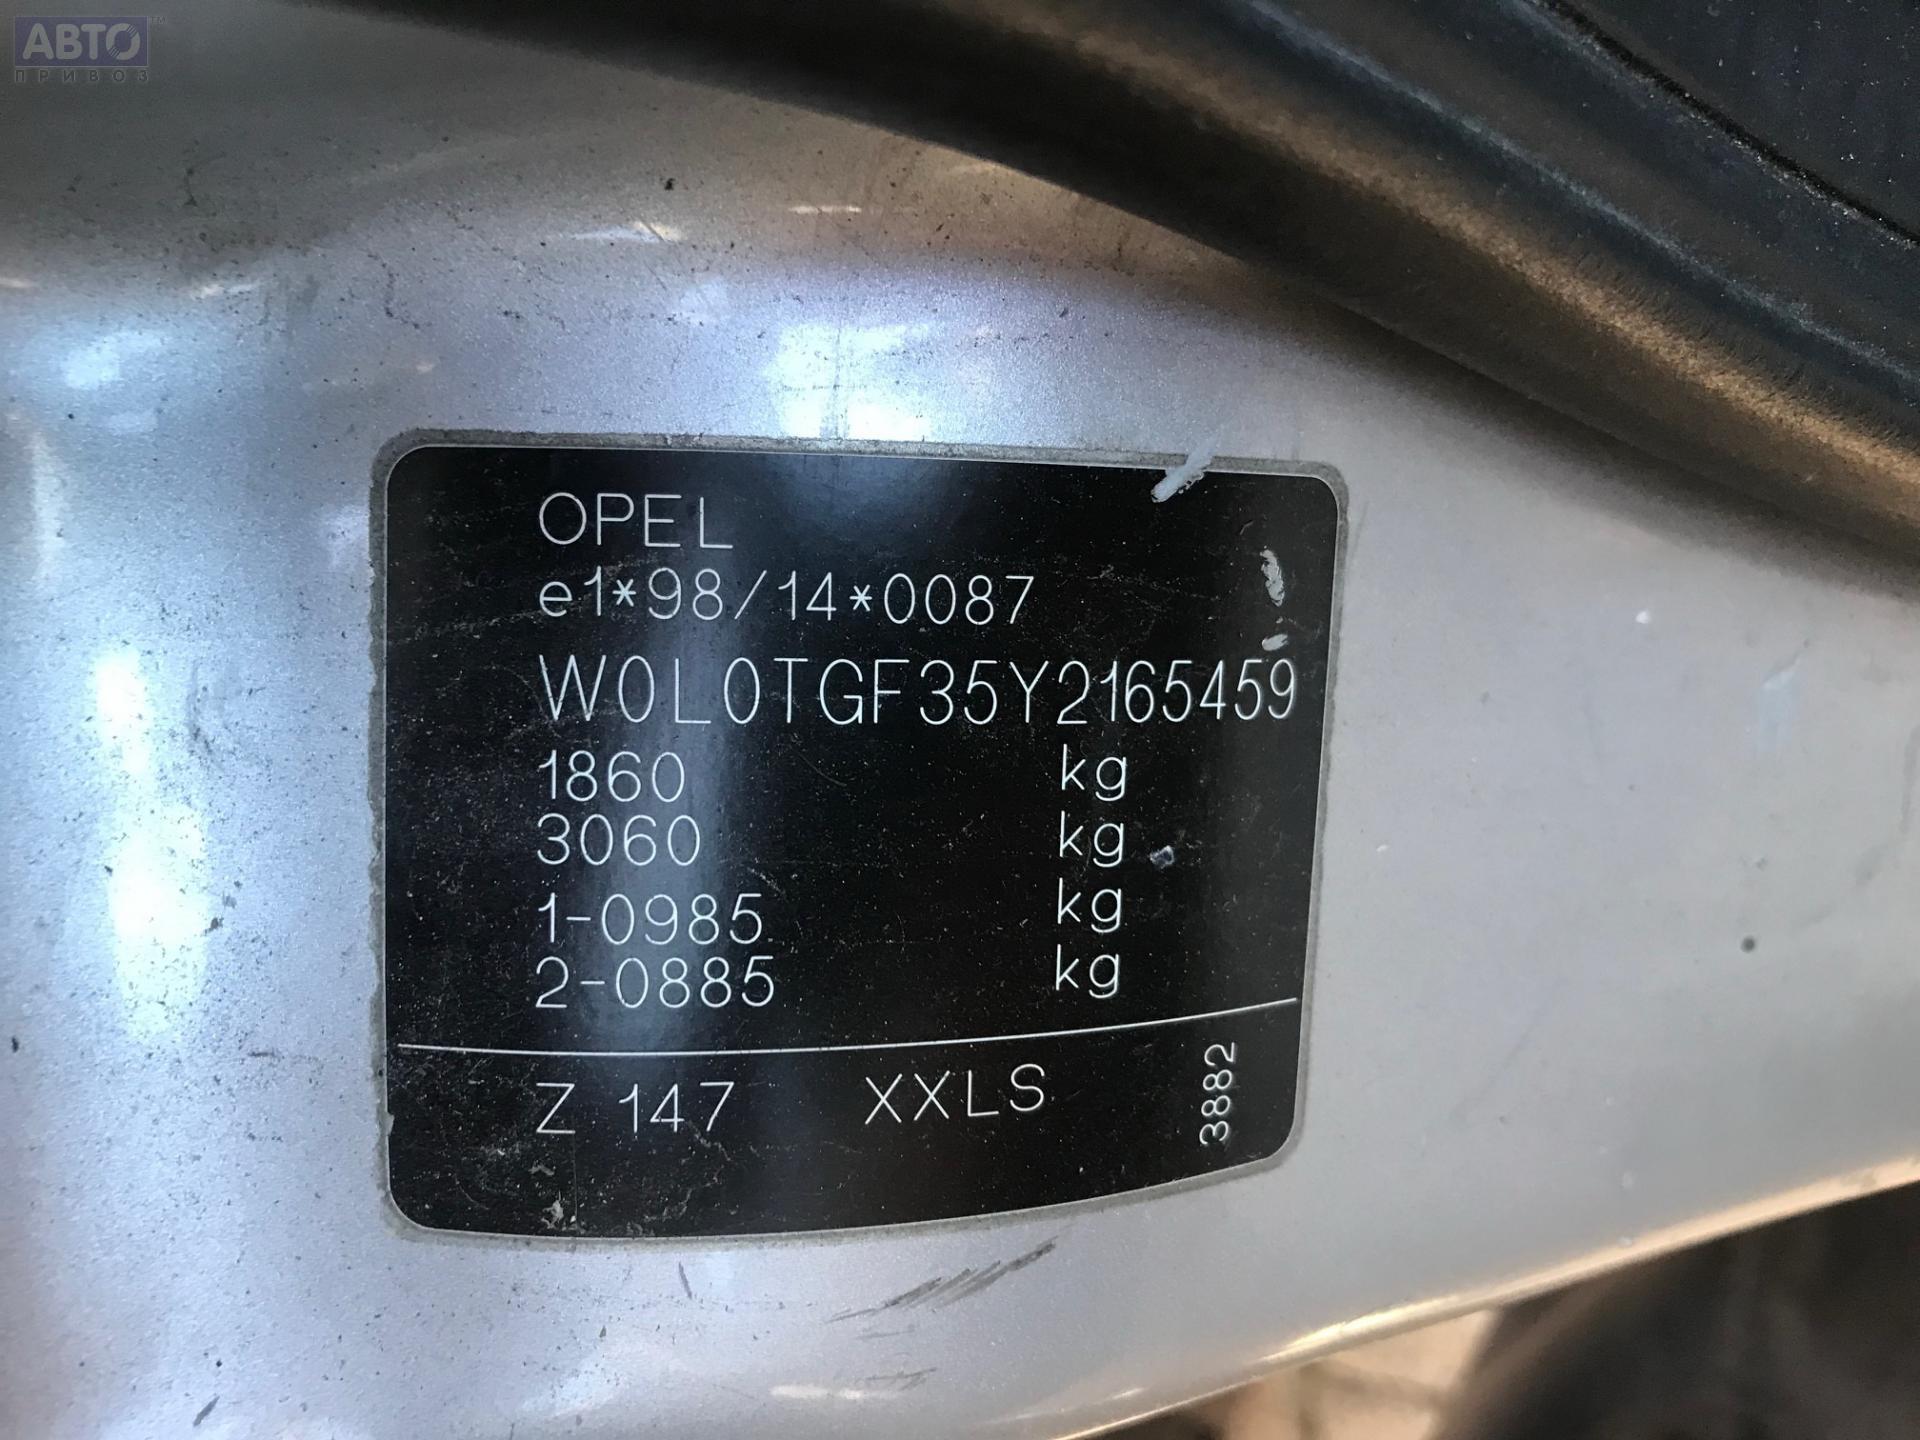 АВТО™
ПРИВОЗ
OPEL
e1*98/14*0087
W0L0TGF35Y2165459
1860 kg
3060 kg
1-0985 kg
2-0885 kg
Z 147 XXLS 3882